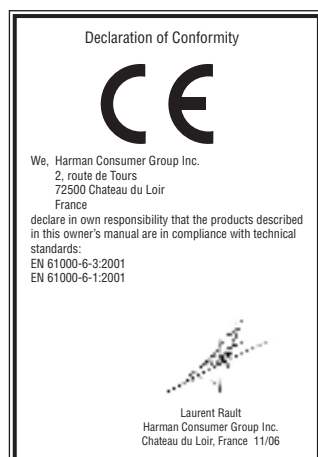 Declaration of Conformity
CE
We, Harman Consumer Group Inc.
2, route de Tours
72500 Chateau du Loir
France
declare in own responsibility that the products described
in this owner's manual are in compliance with technical
standards:
EN 61000-6-3:2001
EN 61000-6-1:2001
Laurent Rault
Harman Consumer Group Inc.
Chateau du Loir, France 11/06